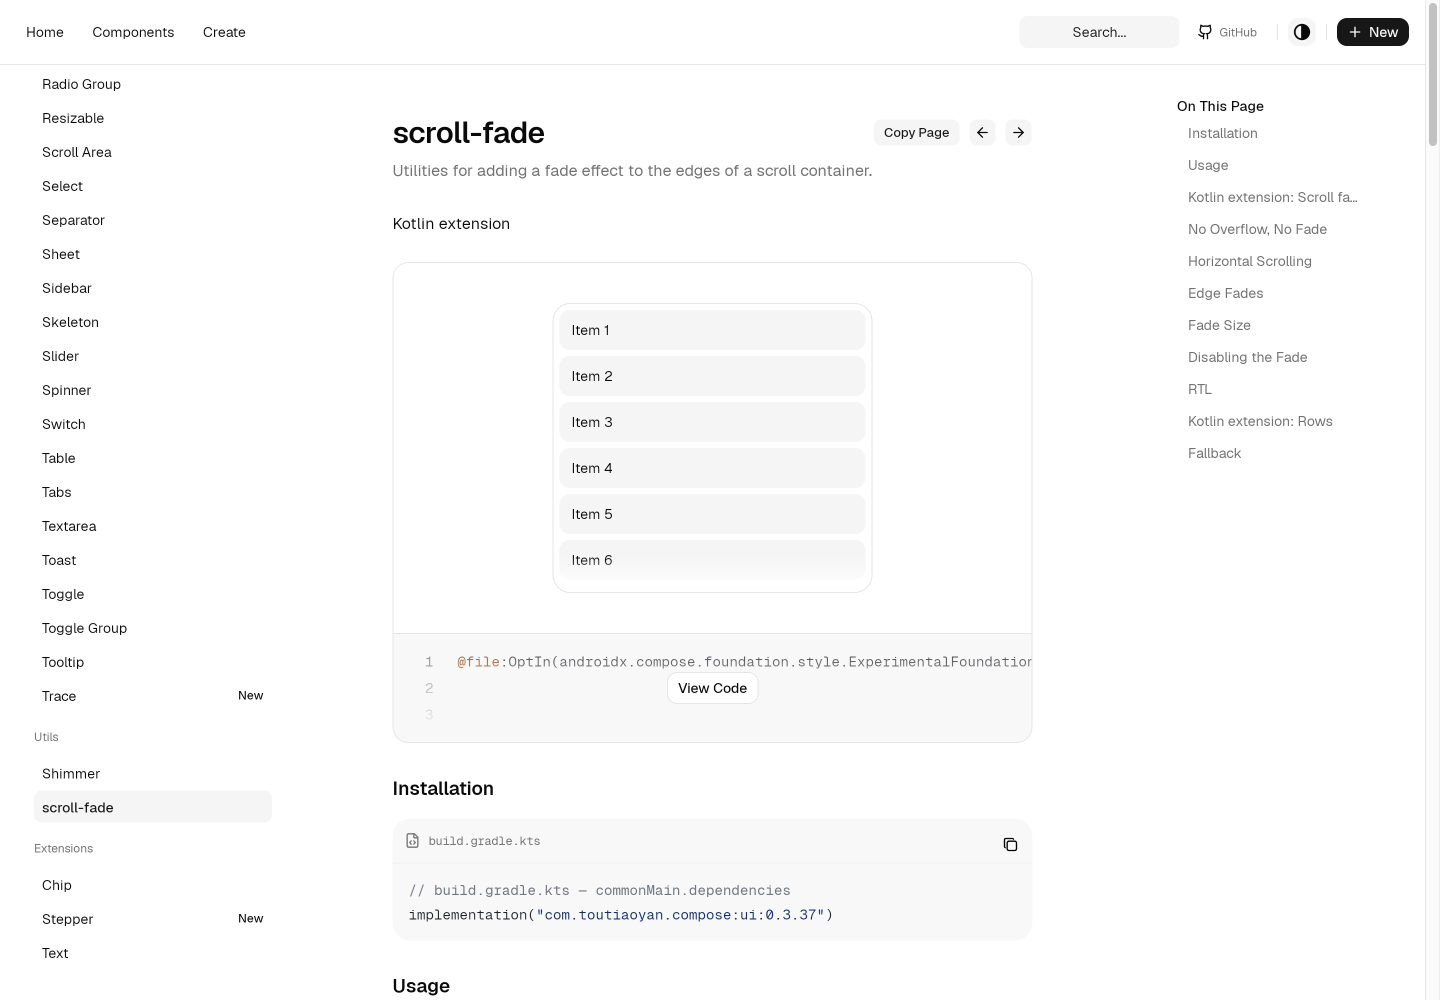 Home
Components
Create
Search...
GitHub
New
Radio Group
Resizable
Scroll Area
Select
Separator
Sheet
Sidebar
Skeleton
Slider
Spinner
Switch
Table
Tabs
Textarea
Toast
Toggle
Toggle Group
Tooltip
Trace New
Utils
Shimmer
scroll-fade
Extensions
Chip
Stepper New
Text
scroll-fade
Copy Page
Utilities for adding a fade effect to the edges of a scroll container.
Kotlin extension
Item 1
Item 2
Item 3
Item 4
Item 5
Item 6
1 @file:OptIn(androidx.compose.foundation.style.ExperimentalFoundation
2
View Code
3
Installation
build.gradle.kts
// build.gradle.kts — commonMain.dependencies
implementation("com.toutiaoyan.compose:ui:0.3.37")
Usage
On This Page
Installation
Usage
Kotlin extension: Scroll fa...
No Overflow, No Fade
Horizontal Scrolling
Edge Fades
Fade Size
Disabling the Fade
RTL
Kotlin extension: Rows
Fallback